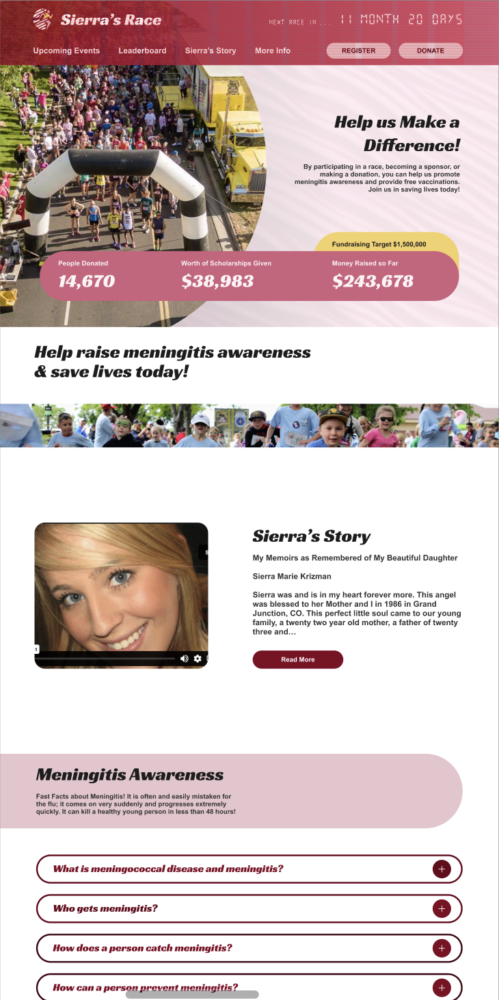 Sierra's Race
NEXT RACE IN ...
11 MONTH 20 DAYS
Upcoming Events
Leaderboard
Sierra's Story
More Info
REGISTER
DONATE
Help us Make a
Difference!
By participating in a race, becoming a sponsor, or
making a donation, you can help us promote
meningitis awareness and provide free vaccinations.
Join us in saving lives today!
Fundraising Target $1,500,000
People Donated
14,670
Worth of Scholarships Given
$38,983
Money Raised so Far
$243,678
Help raise meningitis awareness
& save lives today!
Sierra's Story
My Memoirs as Remembered of My Beautiful Daughter
Sierra Marie Krizman
Sierra was and is in my heart forever more. This angel
was blessed to her Mother and I in 1986 in Grand
Junction, CO. This perfect little soul came to our young
family, a twenty two year old mother, a father of twenty
three and…
Read More
Meningitis Awareness
Fast Facts about Meningitis! It is often and easily mistaken for
the flu; it comes on very suddenly and progresses extremely
quickly. It can kill a healthy young person in less than 48 hours!
What is meningococcal disease and meningitis?
Who gets meningitis?
How does a person catch meningitis?
How can a person prevent meningitis?